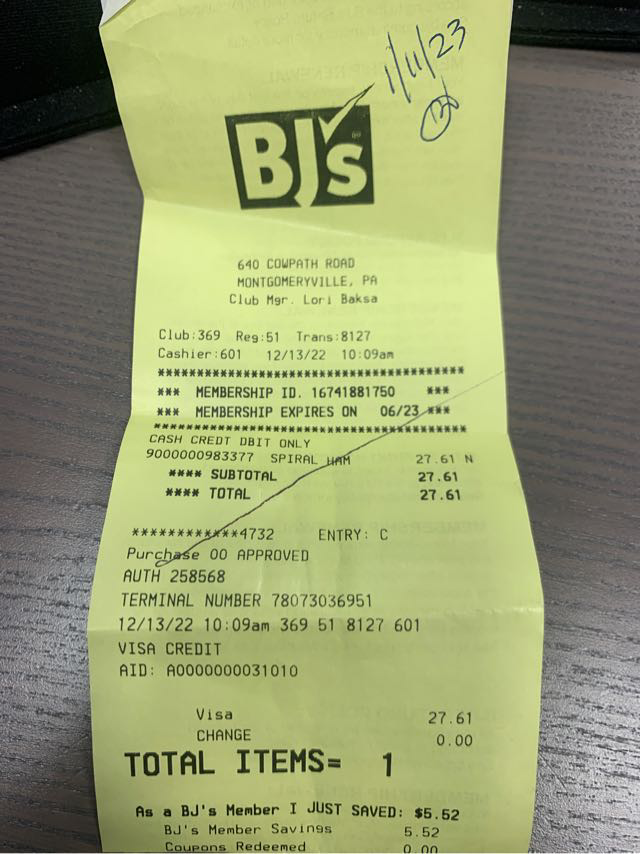 1/11/23
BJ's
640 COWPATH ROAD
MONTGOMERYVILLE, PA
Club Mgr. Lori Baksa
Club:369 Reg:51 Trans:8127
Cashier:601 12/13/22 10:09am
****************************************
*** MEMBERSHIP ID. 16741881750 ***
*** MEMBERSHIP EXPIRES ON 06/23 ***
****************************************
CASH CREDT DBIT ONLY
9000000983377 SPIRAL HAM 27.61 N
**** SUBTOTAL 27.61
**** TOTAL 27.61
************4732 ENTRY: C
Purchase 00 APPROVED
AUTH 258568
TERMINAL NUMBER 78073036951
12/13/22 10:09am 369 51 8127 601
VISA CREDIT
AID: A0000000031010
Visa 27.61
CHANGE 0.00
TOTAL ITEMS= 1
As a BJ's Member I JUST SAVED: $5.52
BJ's Member Savings 5.52
Coupons Redeemed 0.00